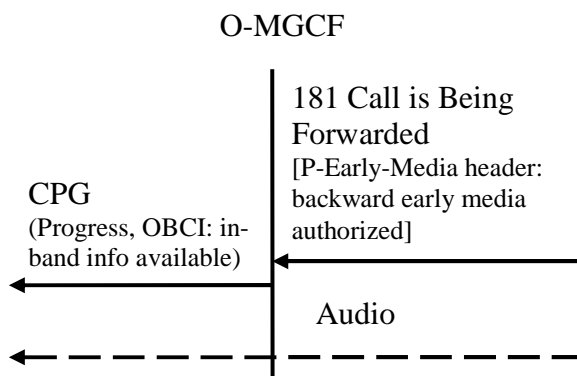 O-MGCF
181 Call is Being
Forwarded
[P-Early-Media header:
backward early media
authorized]
CPG
(Progress, OBCI: in-
band info available)
Audio